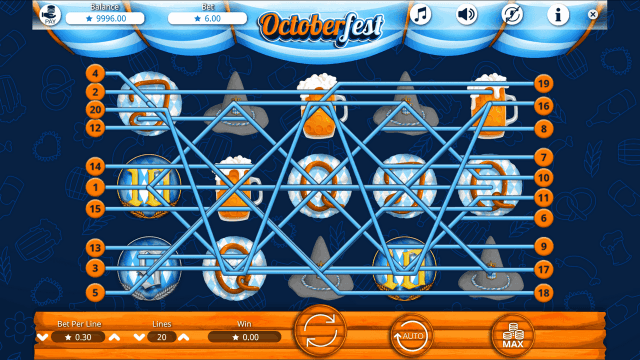 Balance
9996.00
Bet
6.00
Octoberfest
PAY
4
2
20
12
14
1
15
13
3
5
19
16
8
7
10
11
6
9
17
18
10
J
Q
Q
10
Bet Per Line
0.30
Lines
20
Win
0.00
AUTO
MAX